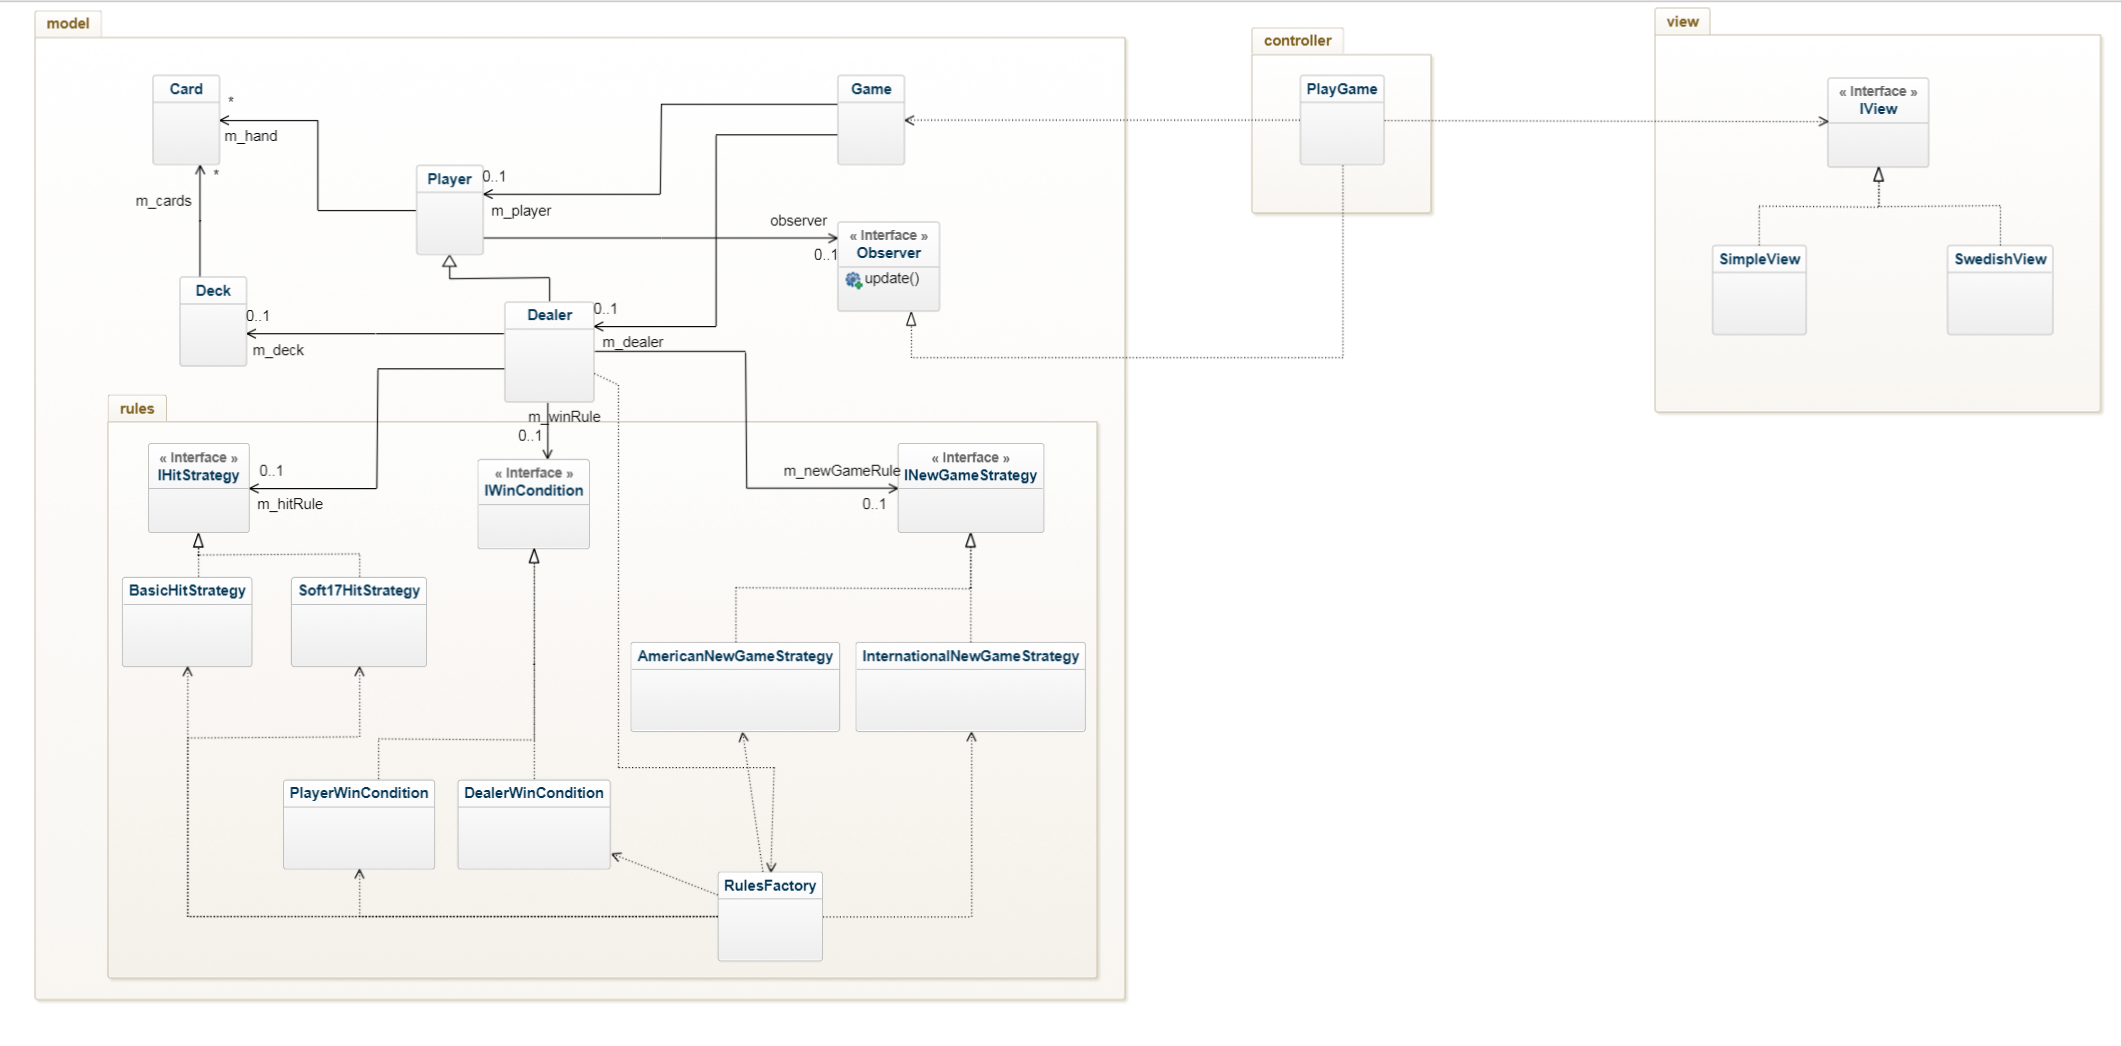 model
controller
view
Card
*
m_hand
Game
PlayGame
« Interface »
IView
m_cards
*
Player
0..1
m_player
observer
0..1
« Interface »
Observer
update()
SimpleView
SwedishView
Deck
0..1
m_deck
Dealer
0..1
m_dealer
rules
m_winRule
0..1
« Interface »
IHitStrategy
0..1
m_hitRule
« Interface »
IWinCondition
m_newGameRule
0..1
« Interface »
INewGameStrategy
BasicHitStrategy
Soft17HitStrategy
AmericanNewGameStrategy
InternationalNewGameStrategy
PlayerWinCondition
DealerWinCondition
RulesFactory